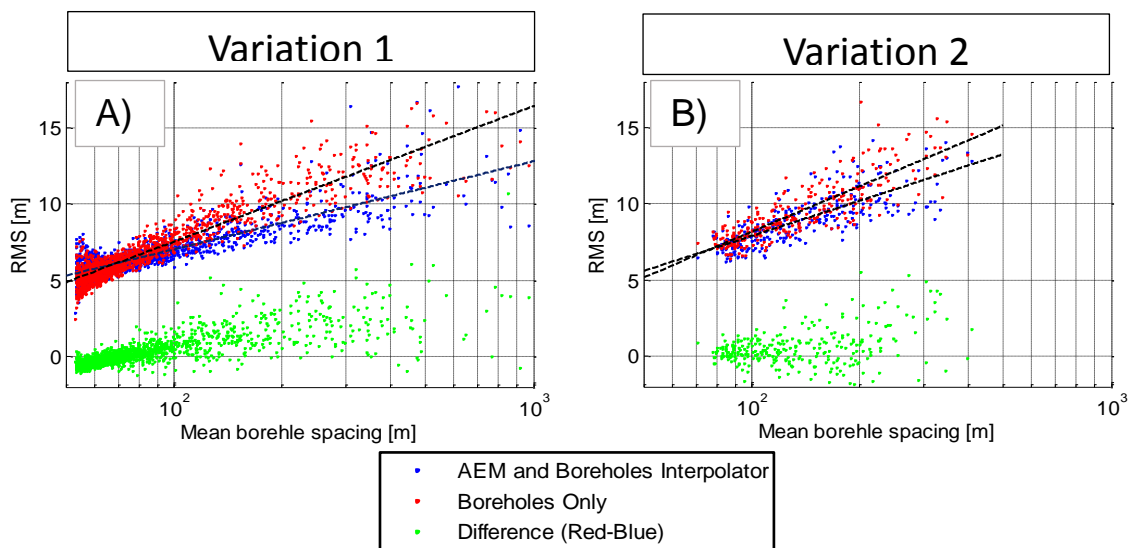 Variation 1
Variation 2
A)
B)
RMS [m]
15
10
5
0
10^2
10^3
Mean borehle spacing [m]
RMS [m]
15
10
5
0
10^2
10^3
Mean borehle spacing [m]
AEM and Boreholes Interpolator
Boreholes Only
Difference (Red-Blue)